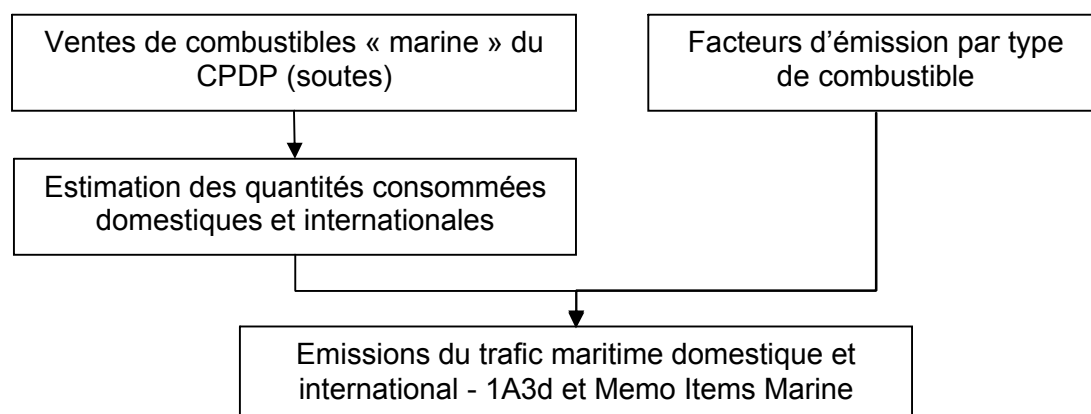 Ventes de combustibles « marine » du
CPDP (soutes)
Facteurs d’émission par type
de combustible
Estimation des quantités consommées
domestiques et internationales
Emissions du trafic maritime domestique et
international - 1A3d et Memo Items Marine